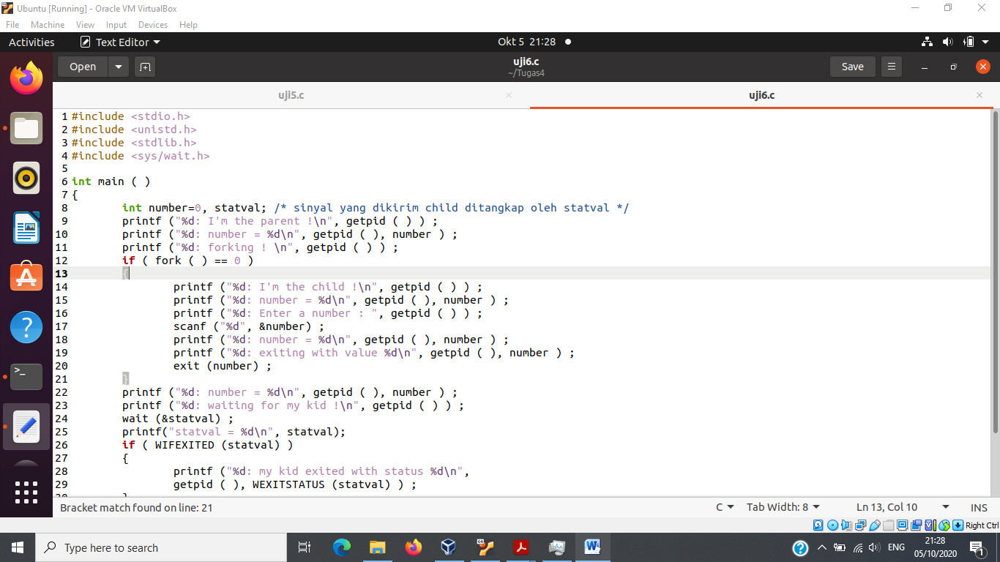 Ubuntu [Running] - Oracle VM VirtualBox
File Machine View Input Devices Help
Activities Text Editor Okt 5 21:28
Open uji6.c Save
~/Tugas4
uji5.c uji6.c
1 #include <stdio.h>
2 #include <unistd.h>
3 #include <stdlib.h>
4 #include <sys/wait.h>
5
6 int main ( )
7 {
8 int number=0, statval; /* sinyal yang dikirim child ditangkap oleh statval */
9 printf ("%d: I'm the parent !\n", getpid ( ) ) ;
10 printf ("%d: number = %d\n", getpid ( ), number ) ;
11 printf ("%d: forking ! \n", getpid ( ) ) ;
12 if ( fork ( ) == 0 )
13 {
14 printf ("%d: I'm the child !\n", getpid ( ) ) ;
15 printf ("%d: number = %d\n", getpid ( ), number ) ;
16 printf ("%d: Enter a number : ", getpid ( ) ) ;
17 scanf ("%d", &number) ;
18 printf ("%d: number = %d\n", getpid ( ), number ) ;
19 printf ("%d: exiting with value %d\n", getpid ( ), number ) ;
20 exit (number) ;
21 }
22 printf ("%d: number = %d\n", getpid ( ), number ) ;
23 printf ("%d: waiting for my kid !\n", getpid ( ) ) ;
24 wait (&statval) ;
25 printf("statval = %d\n", statval);
26 if ( WIFEXITED (statval) )
27 {
28 printf ("%d: my kid exited with status %d\n",
29 getpid ( ), WEXITSTATUS (statval) ) ;
Bracket match found on line: 21 C Tab Width: 8 Ln 13, Col 10 INS
Right Ctrl
Type here to search ENG 21:28
05/10/2020 1